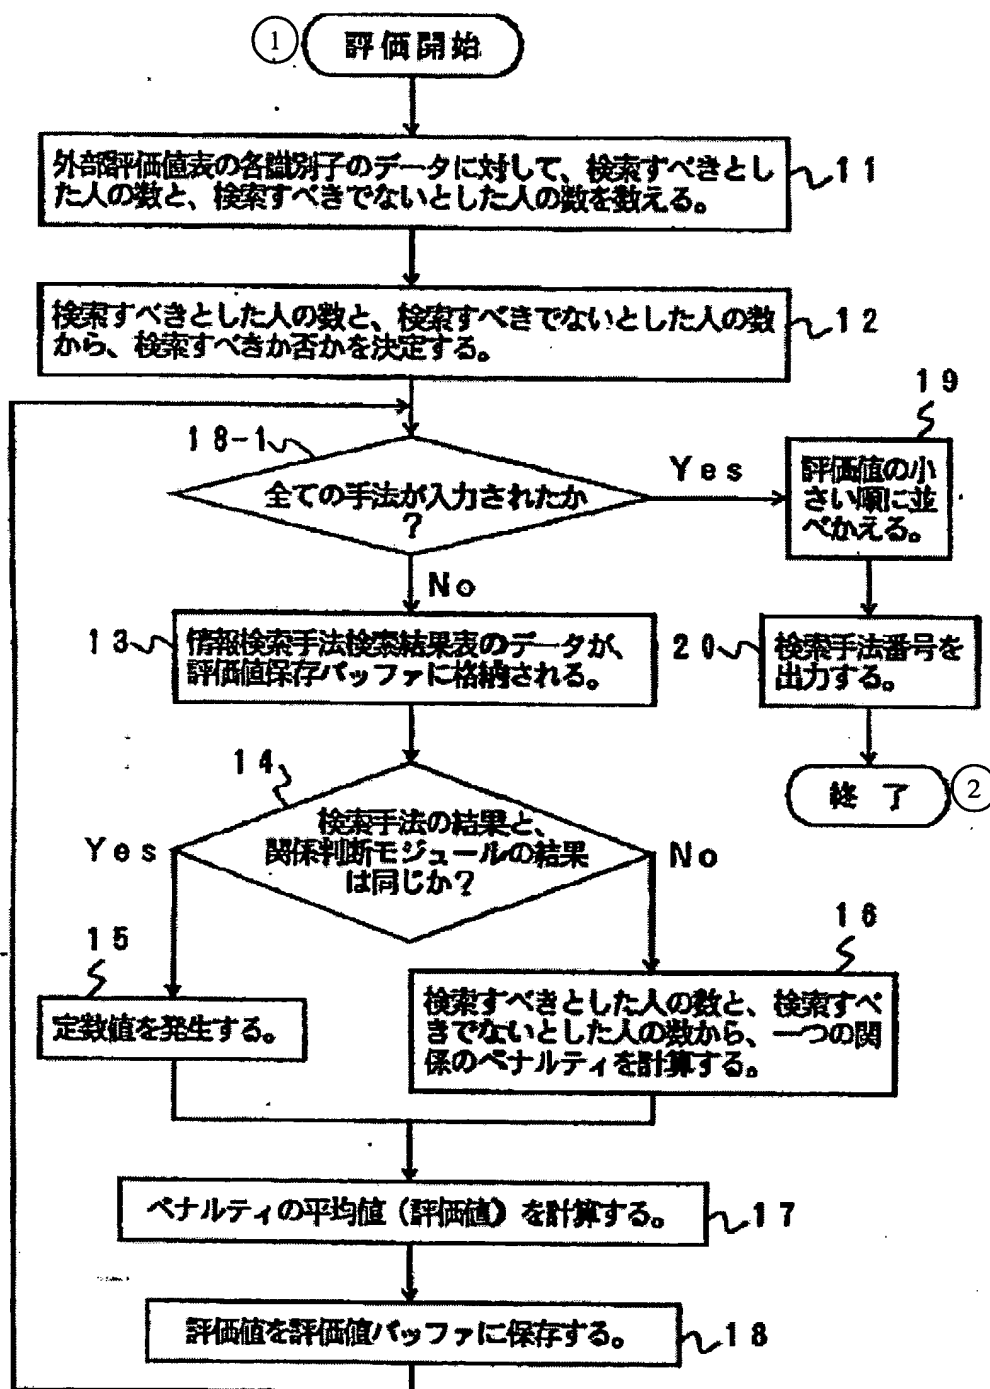 ① 評価開始
外部評価値表の各識別子のデータに対して、検索すべきとし
た人の数と、検索すべきでないとした人の数を数える。
11
検索すべきとした人の数と、検索すべきでないとした人の数
から、検索すべきか否かを決定する。
12
18-1
全ての手法が入力されたか
?
Yes
No
19
評価値の小
さい順に並
べかえる。
13
情報検索手法検索結果表のデータが、
評価値保存バッファに格納される。
20
検索手法番号を
出力する。
終了 ②
14
検索手法の結果と、
関係判断モジュールの結果
は同じか?
Yes
No
15
定数値を発生する。
16
検索すべきとした人の数と、検索すべ
きでないとした人の数から、一つの関
係のペナルティを計算する。
ペナルティの平均値(評価値)を計算する。
17
評価値を評価値バッファに保存する。
18